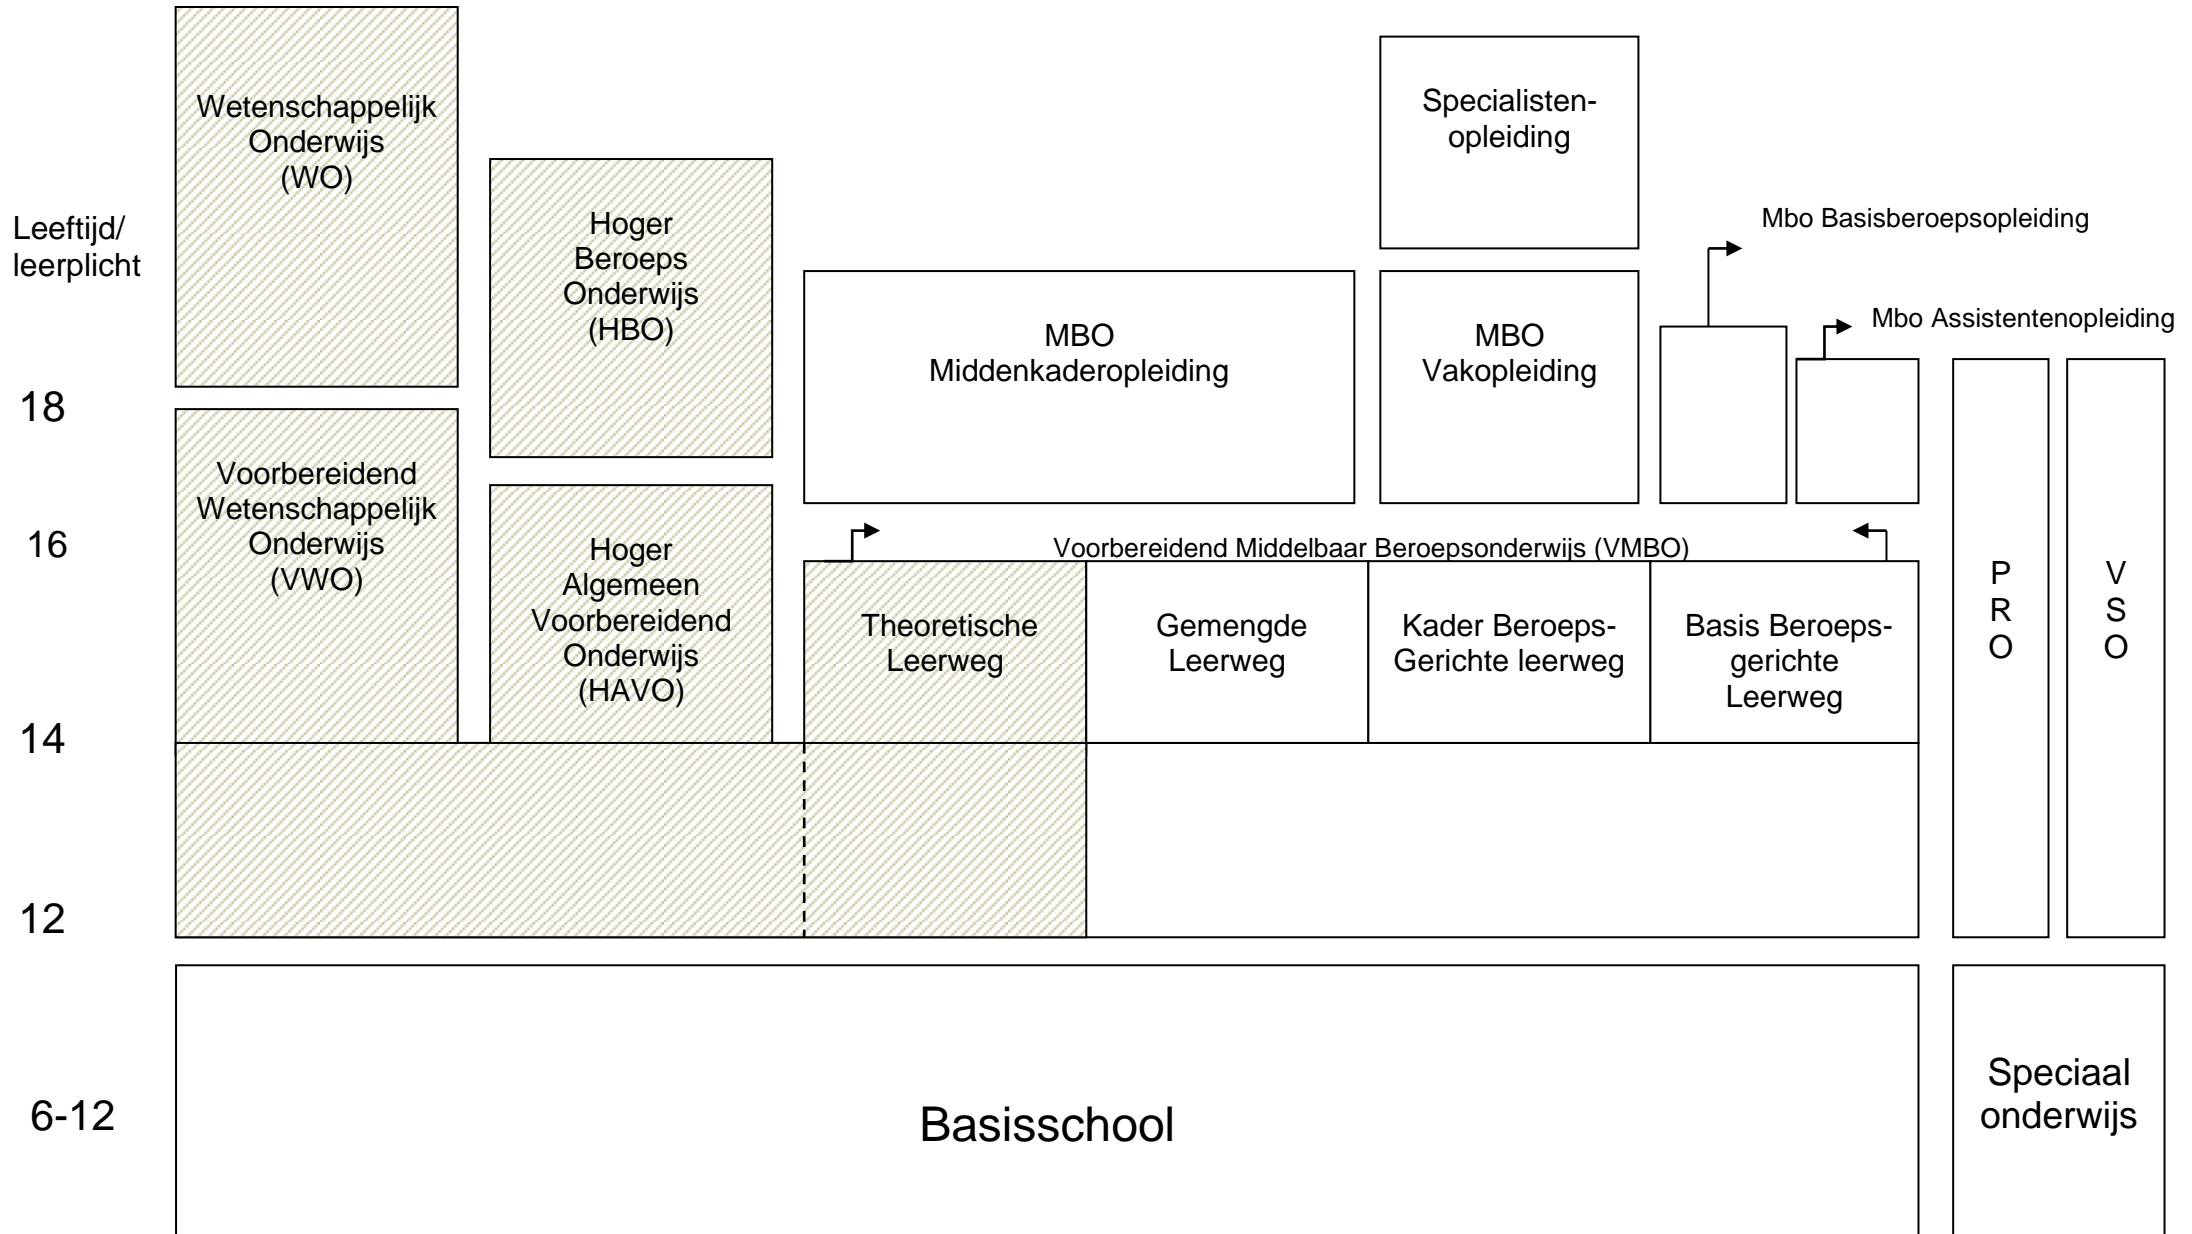 Wetenschappelijk
Onderwijs
(WO)
Specialisten-
opleiding
Leeftijd/
leerplicht
Hoger
Beroeps
Onderwijs
(HBO)
Mbo Basisberoepsopleiding
Mbo Assistentenopleiding
MBO
Middenkaderopleiding
MBO
Vakopleiding
18
Voorbereidend
Wetenschappelijk
Onderwijs
(VWO)
16
Hoger
Algemeen
Voorbereidend
Onderwijs
(HAVO)
Voorbereidend Middelbaar Beroepsonderwijs (VMBO)
Theoretische
Leerweg
Gemengde
Leerweg
Kader Beroeps-
Gerichte leerweg
Basis Beroeps-
gerichte
Leerweg
P
R
O
V
S
O
14
12
6-12
Basisschool
Speciaal
onderwijs